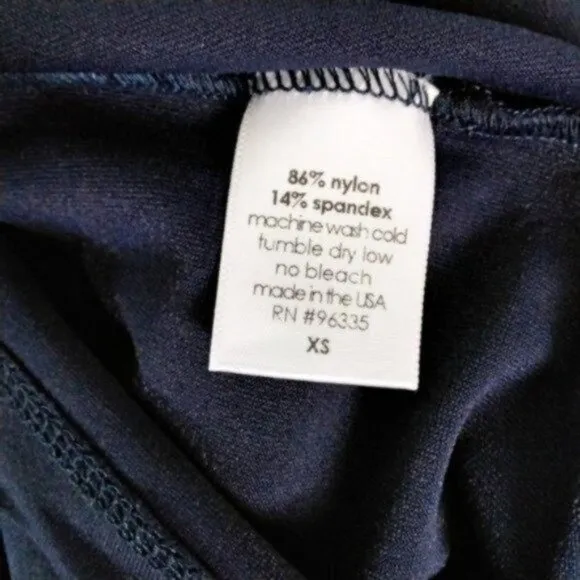 86% nylon
14% spandex
machine wash cold
tumble dry low
no bleach
made in the USA
RN #96335
XS